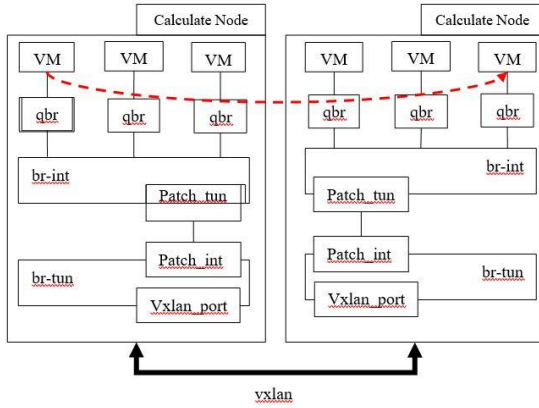 Calculate Node
VM
VM
VM
qbr
qbr
qbr
br-int
Patch_tun
Patch_int
br-tun
Vxlan_port
Calculate Node
VM
VM
VM
qbr
qbr
qbr
br-int
Patch_tun
Patch_int
br-tun
Vxlan_port
vxlan